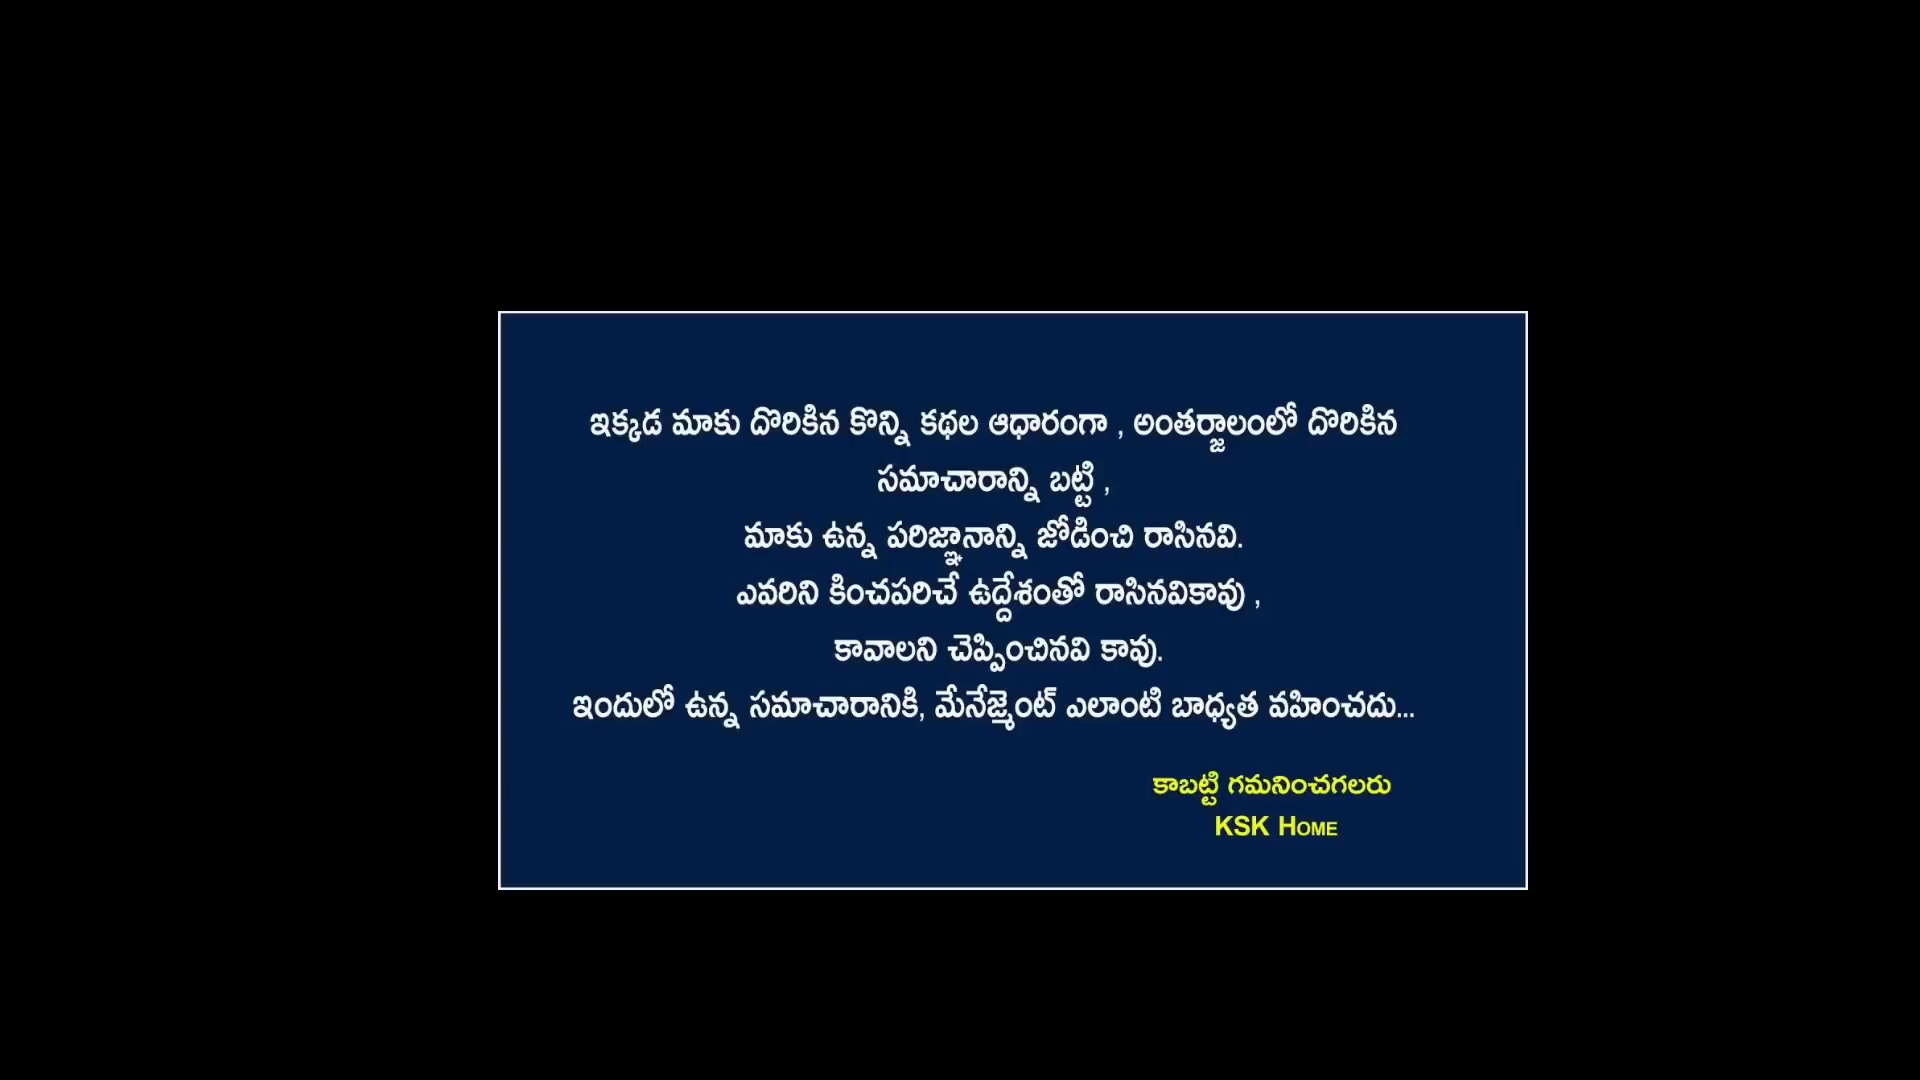 ఇక్కడ మాకు దొరికిన కొన్ని కథల ఆధారంగా , అంతర్జాలంలో దొరికిన
సమాచారాన్ని బట్టి ,
మాకు ఉన్న పరిజ్ఞానాన్ని జోడించి రాసినవి.
ఎవరిని కించపరిచే ఉద్దేశంతో రాసినవికావు ,
కావాలని చెప్పించినవి కావు.
ఇందులో ఉన్న సమాచారానికి, మేనేజ్మెంట్ ఎలాంటి బాధ్యత వహించదు...
కాబట్టి గమనించగలరు
KSK HOME